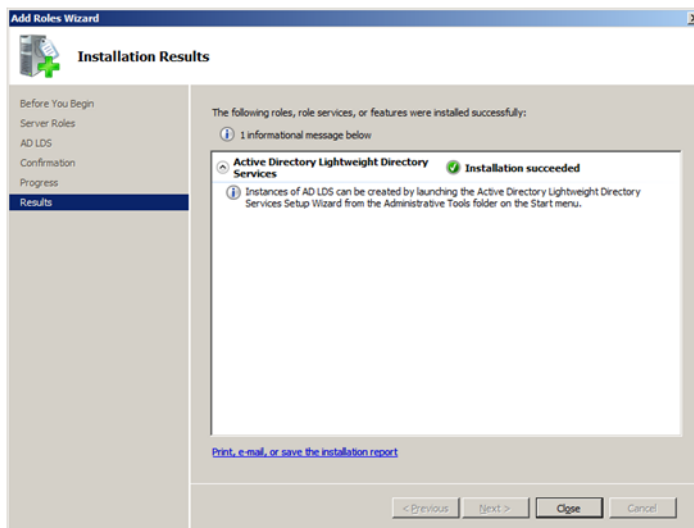 Add Roles Wizard
Installation Results
Before You Begin
Server Roles
AD LDS
Confirmation
Progress
Results
The following roles, role services, or features were installed successfully:
1 informational message below
Active Directory Lightweight Directory
Services
Installation succeeded
Instances of AD LDS can be created by launching the Active Directory Lightweight Directory
Services Setup Wizard from the Administrative Tools folder on the Start menu.
Print, e-mail, or save the installation report
< Previous
Next >
Close
Cancel